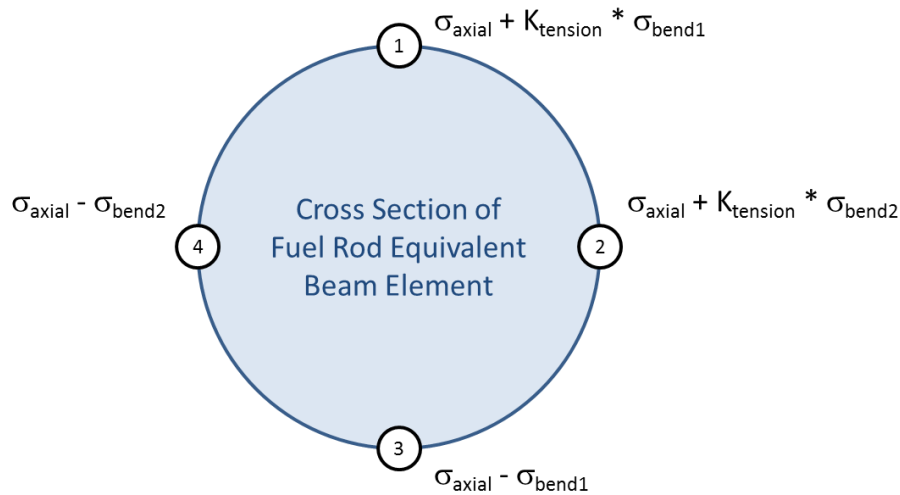 σaxial + Ktension * σbend1
1
σaxial - σbend2
Cross Section of
Fuel Rod Equivalent
Beam Element
σaxial + Ktension * σbend2
4
2
3
σaxial - σbend1